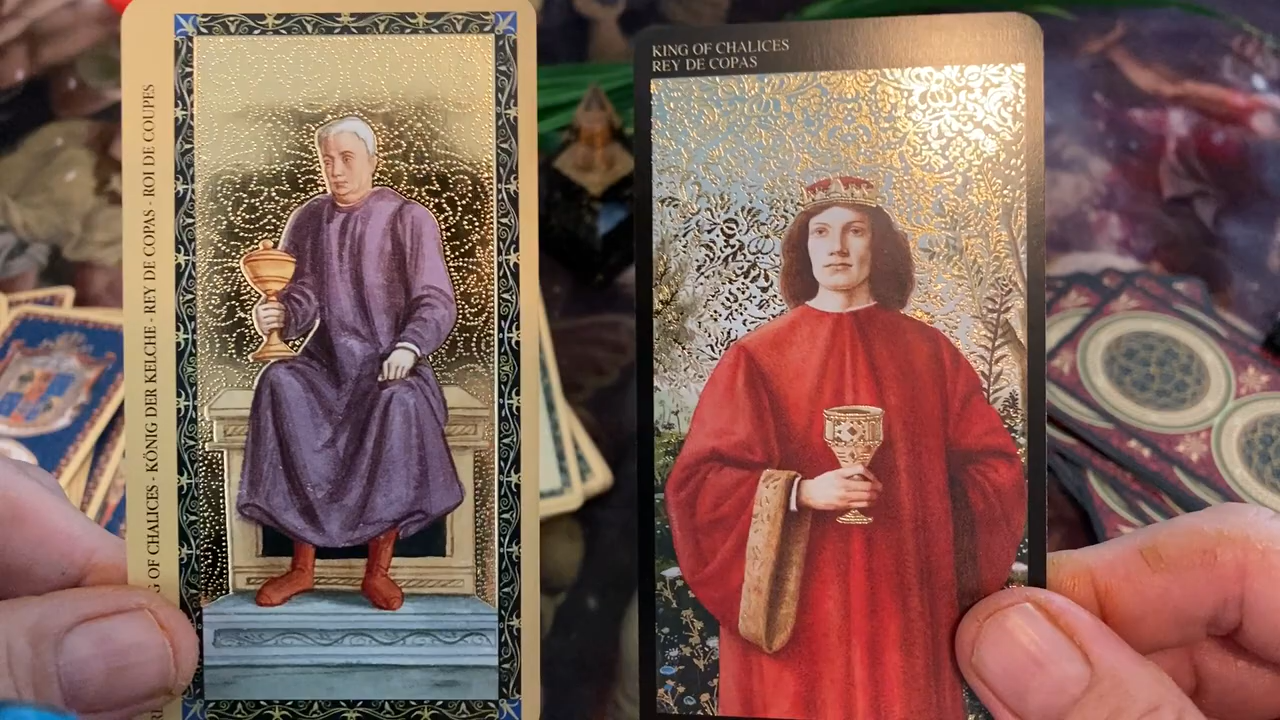 G OF CHALICES - KÖNIG DER KELCHE - REY DE COPAS - ROI DE COUPES
KING OF CHALICES
REY DE COPAS